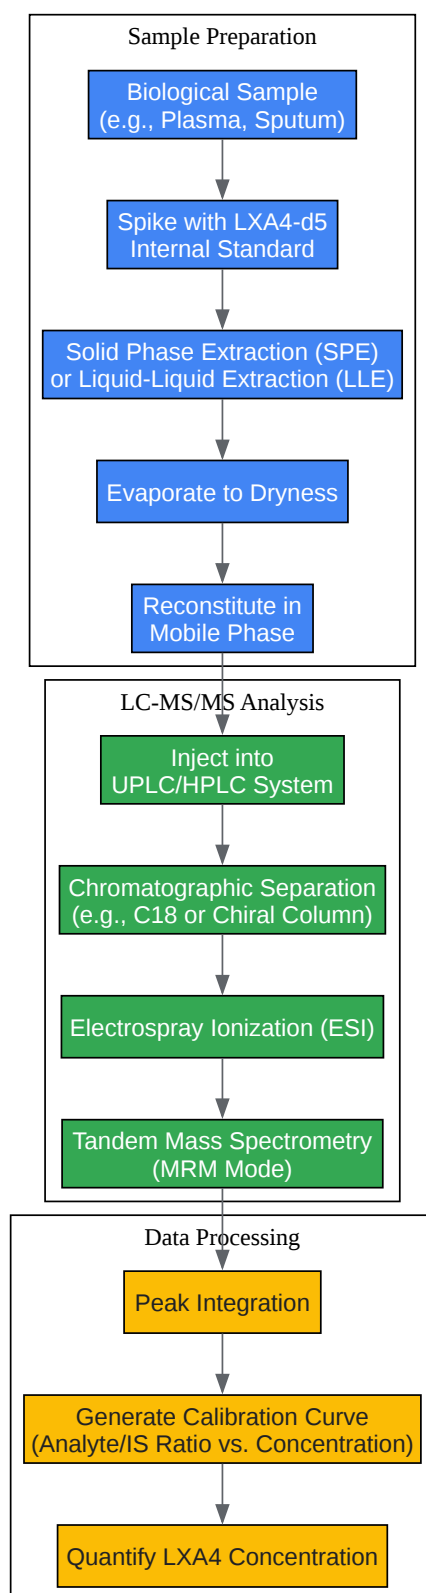 Sample Preparation
Biological Sample
(e.g., Plasma, Sputum)
Spike with LXA4-d5
Internal Standard
Solid Phase Extraction (SPE)
or Liquid-Liquid Extraction (LLE)
Evaporate to Dryness
Reconstitute in
Mobile Phase
LC-MS/MS Analysis
Inject into
UPLC/HPLC System
Chromatographic Separation
(e.g., C18 or Chiral Column)
Electrospray Ionization (ESI)
Tandem Mass Spectrometry
(MRM Mode)
Data Processing
Peak Integration
Generate Calibration Curve
(Analyte/IS Ratio vs. Concentration)
Quantify LXA4 Concentration